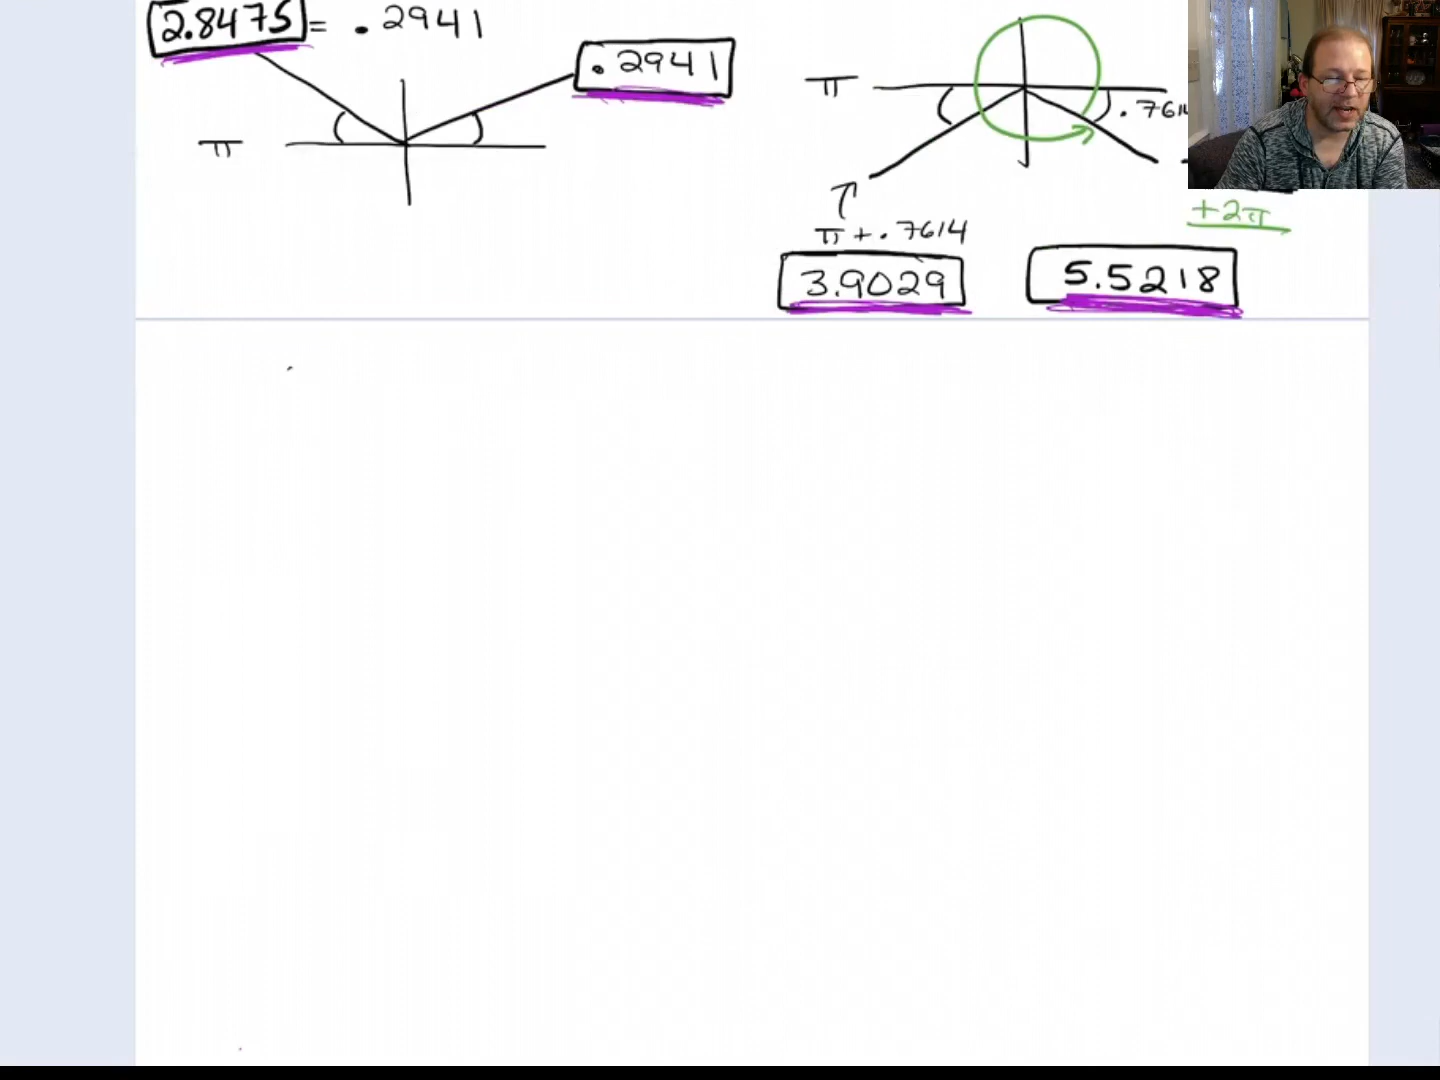 2.8475 = .2941
.2941
π
π
.761
+2π
π + .7614
3.9029
5.5218